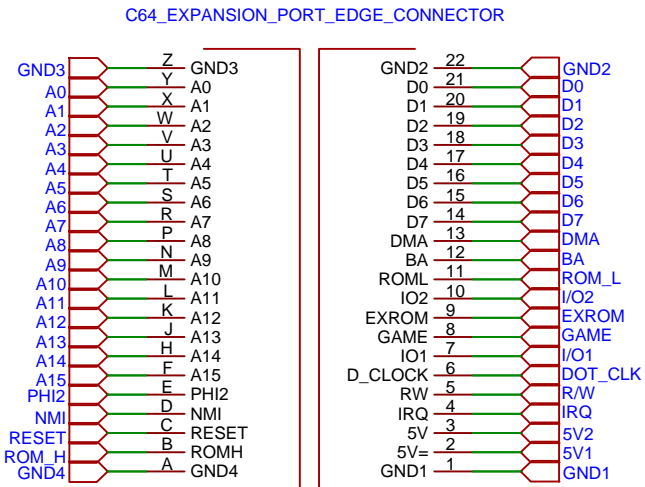 C64_EXPANSION_PORT_EDGE_CONNECTOR
GND3 Z GND3 GND2 22 GND2
A0 Y A0 D0 21 D0
A1 X A1 D1 20 D1
A2 W A2 D2 19 D2
A3 V A3 D3 18 D3
A4 U A4 D4 17 D4
A5 T A5 D5 16 D5
A6 S A6 D6 15 D6
A7 R A7 D7 14 D7
A8 P A8 DMA 13 DMA
A9 N A9 BA 12 BA
A10 M A10 ROML 11 ROM_L
A11 L A11 IO2 10 I/O2
A12 K A12 EXROM 9 EXROM
A13 J A13 GAME 8 GAME
A14 H A14 IO1 7 I/O1
A15 F A15 D_CLOCK 6 DOT_CLK
PHI2 E PHI2 RW 5 R/W
NMI D NMI IRQ 4 IRQ
RESET C RESET 5V 3 5V2
ROM_H B ROMH 5V= 2 5V1
GND4 A GND4 GND1 1 GND1